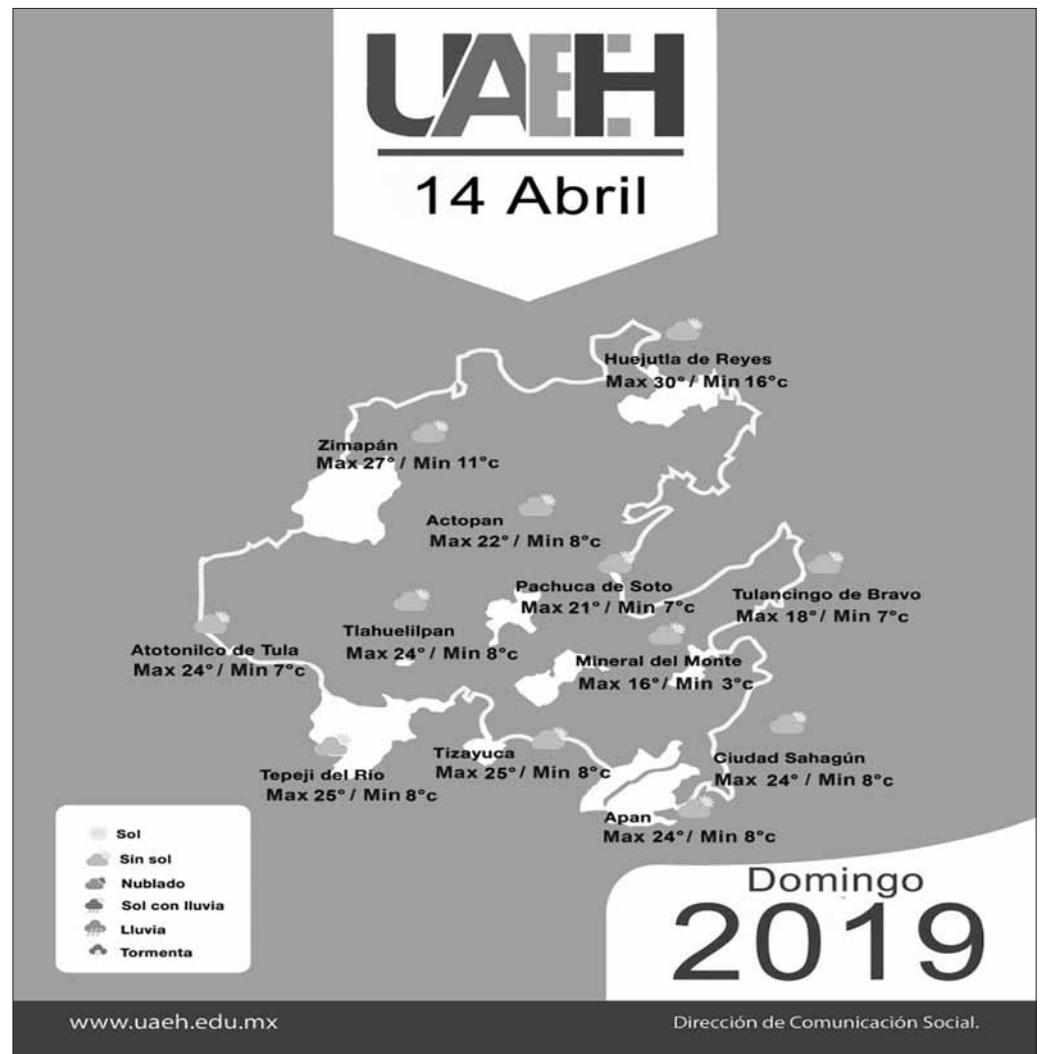 UAEH
14 Abril
Huejutla de Reyes
Max 30° / Min 16°c
Zimapán
Max 27° / Min 11°c
Actopan
Max 22° / Min 8°c
Pachuca de Soto
Max 21° / Min 7°c
Tulancingo de Bravo
Max 18° / Min 7°c
Tlahuelilpan
Max 24° / Min 8°c
Atotonilco de Tula
Max 24° / Min 7°c
Mineral del Monte
Max 16° / Min 3°c
Tizayuca
Max 25° / Min 8°c
Ciudad Sahagún
Max 24° / Min 8°c
Tepeji del Río
Max 25° / Min 8°c
Apan
Max 24° / Min 8°c
Sol
Sin sol
Nublado
Sol con lluvia
Lluvia
Tormenta
Domingo
2019
www.uaeh.edu.mx
Dirección de Comunicación Social.